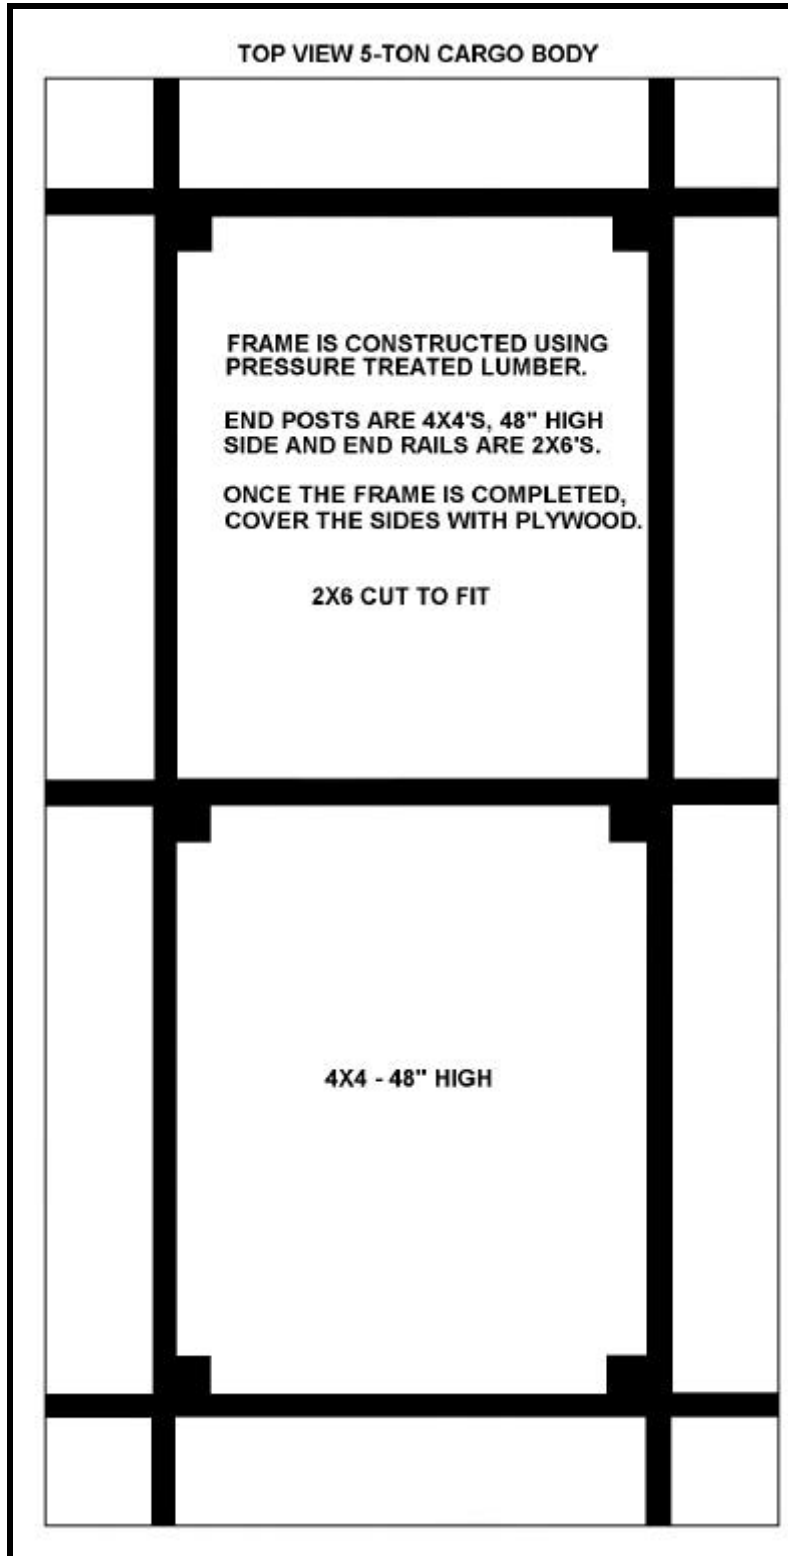 TOP VIEW 5-TON CARGO BODY
FRAME IS CONSTRUCTED USING
PRESSURE TREATED LUMBER.
END POSTS ARE 4X4'S, 48" HIGH
SIDE AND END RAILS ARE 2X6'S.
ONCE THE FRAME IS COMPLETED,
COVER THE SIDES WITH PLYWOOD.
2X6 CUT TO FIT
4X4 - 48" HIGH